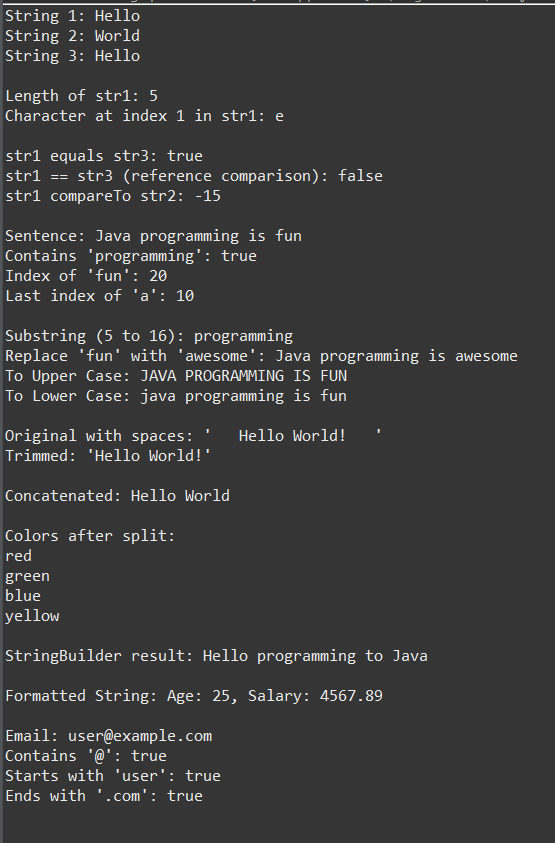 String 1: Hello
String 2: World
String 3: Hello
Length of str1: 5
Character at index 1 in str1: e
str1 equals str3: true
str1 == str3 (reference comparison): false
str1 compareTo str2: -15
Sentence: Java programming is fun
Contains 'programming': true
Index of 'fun': 20
Last index of 'a': 10
Substring (5 to 16): programming
Replace 'fun' with 'awesome': Java programming is awesome
To Upper Case: JAVA PROGRAMMING IS FUN
To Lower Case: java programming is fun
Original with spaces: '   Hello World!   '
Trimmed: 'Hello World!'
Concatenated: Hello World
Colors after split:
red
green
blue
yellow
StringBuilder result: Hello programming to Java
Formatted String: Age: 25, Salary: 4567.89
Email: user@example.com
Contains '@': true
Starts with 'user': true
Ends with '.com': true